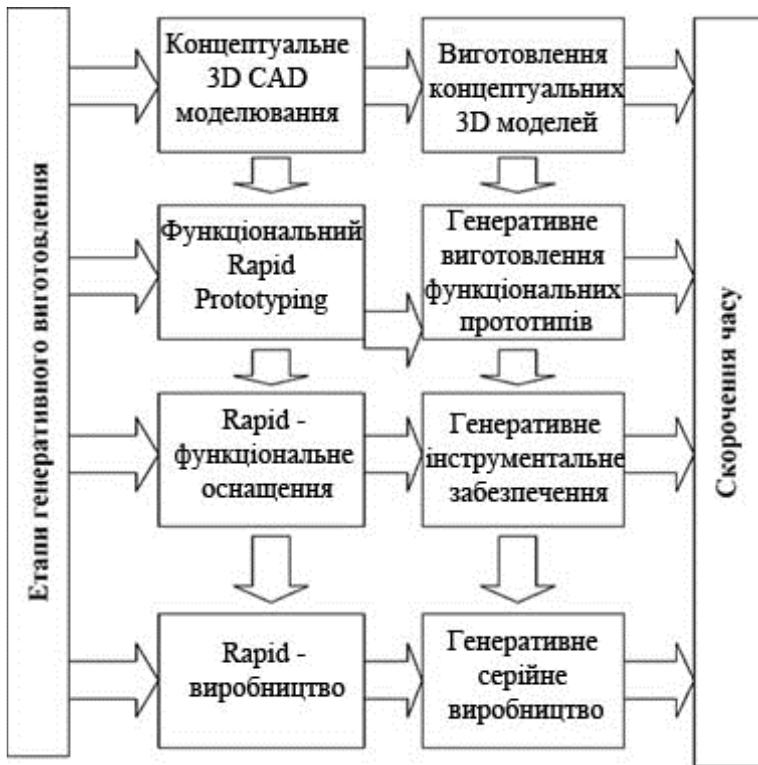 Етапи генеративного виготовлення
Концептуальне
3D CAD
моделювання
Виготовлення
концептуальних
3D моделей
Функціональний
Rapid
Prototyping
Генеративне
виготовлення
функціональних
прототипів
Rapid -
функціональне
оснащення
Генеративне
інструментальне
забезпечення
Rapid -
виробництво
Генеративне
серійне
виробництво
Скорочення часу